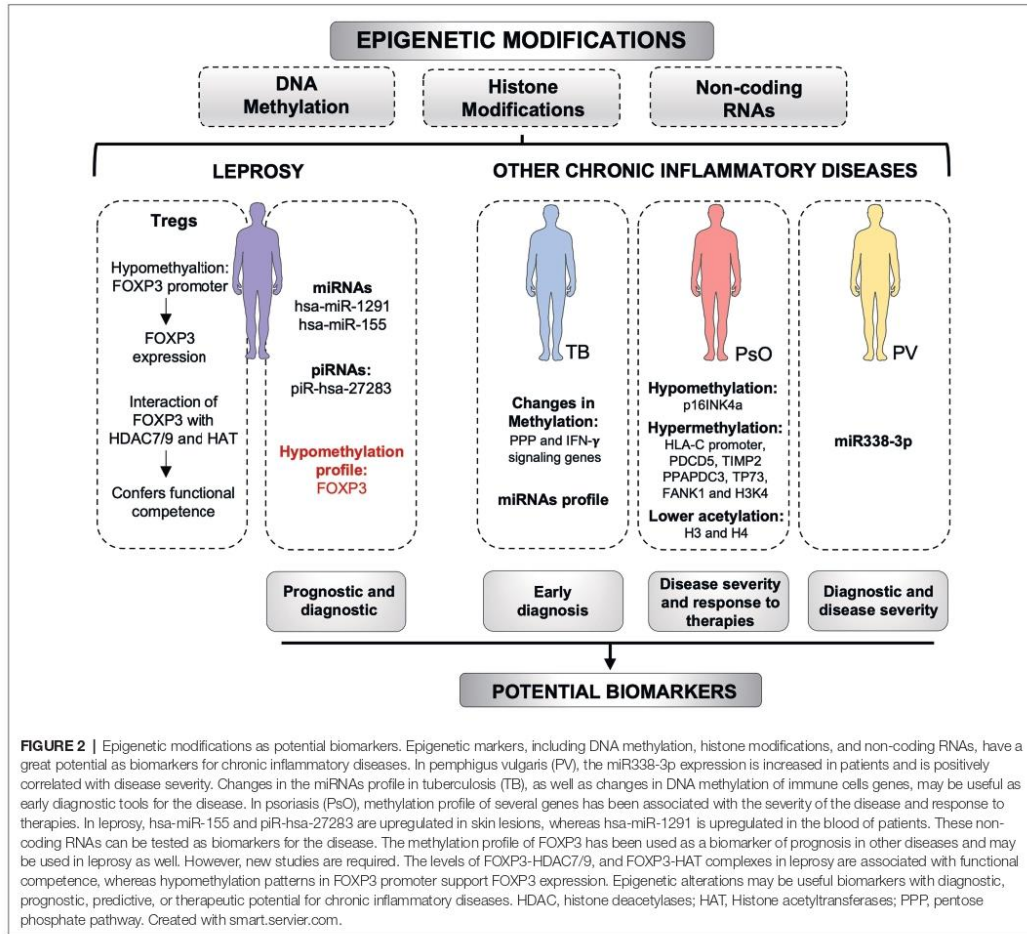 EPIGENETIC MODIFICATIONS
DNA
Methylation
Histone
Modifications
Non-coding
RNAs
LEPROSY
Tregs
Hypomethyaltion:
FOXP3 promoter
FOXP3
expression
Interaction of
FOXP3 with
HDAC7/9 and HAT
Confers functional
competence
miRNAs
hsa-miR-1291
hsa-miR-155
piRNAs:
piR-hsa-27283
Hypomethylation
profile:
FOXP3
Prognostic and
diagnostic
OTHER CHRONIC INFLAMMATORY DISEASES
TB
Changes in
Methylation:
PPP and IFN-γ
signaling genes
miRNAs profile
Early
diagnosis
PsO
Hypomethylation:
p16INK4a
Hypermethylation:
HLA-C promoter,
PDCD5, TIMP2
PPAPDC3, TP73,
FANK1 and H3K4
Lower acetylation:
H3 and H4
Disease severity
and response to
therapies
PV
miR338-3p
Diagnostic and
disease severity
POTENTIAL BIOMARKERS
FIGURE 2 | Epigenetic modifications as potential biomarkers. Epigenetic markers, including DNA methylation, histone modifications, and non-coding RNAs, have a
great potential as biomarkers for chronic inflammatory diseases. In pemphigus vulgaris (PV), the miR338-3p expression is increased in patients and is positively
correlated with disease severity. Changes in the miRNAs profile in tuberculosis (TB), as well as changes in DNA methylation of immune cells genes, may be useful as
early diagnostic tools for the disease. In psoriasis (PsO), methylation profile of several genes has been associated with the severity of the disease and response to
therapies. In leprosy, hsa-miR-155 and piR-hsa-27283 are upregulated in skin lesions, whereas hsa-miR-1291 is upregulated in the blood of patients. These non-
coding RNAs can be tested as biomarkers for the disease. The methylation profile of FOXP3 has been used as a biomarker of prognosis in other diseases and may
be used in leprosy as well. However, new studies are required. The levels of FOXP3-HDAC7/9, and FOXP3-HAT complexes in leprosy are associated with functional
competence, whereas hypomethylation patterns in FOXP3 promoter support FOXP3 expression. Epigenetic alterations may be useful biomarkers with diagnostic,
prognostic, predictive, or therapeutic potential for chronic inflammatory diseases. HDAC, histone deacetylases; HAT, Histone acetyltransferases; PPP, pentose
phosphate pathway. Created with smart.servier.com.